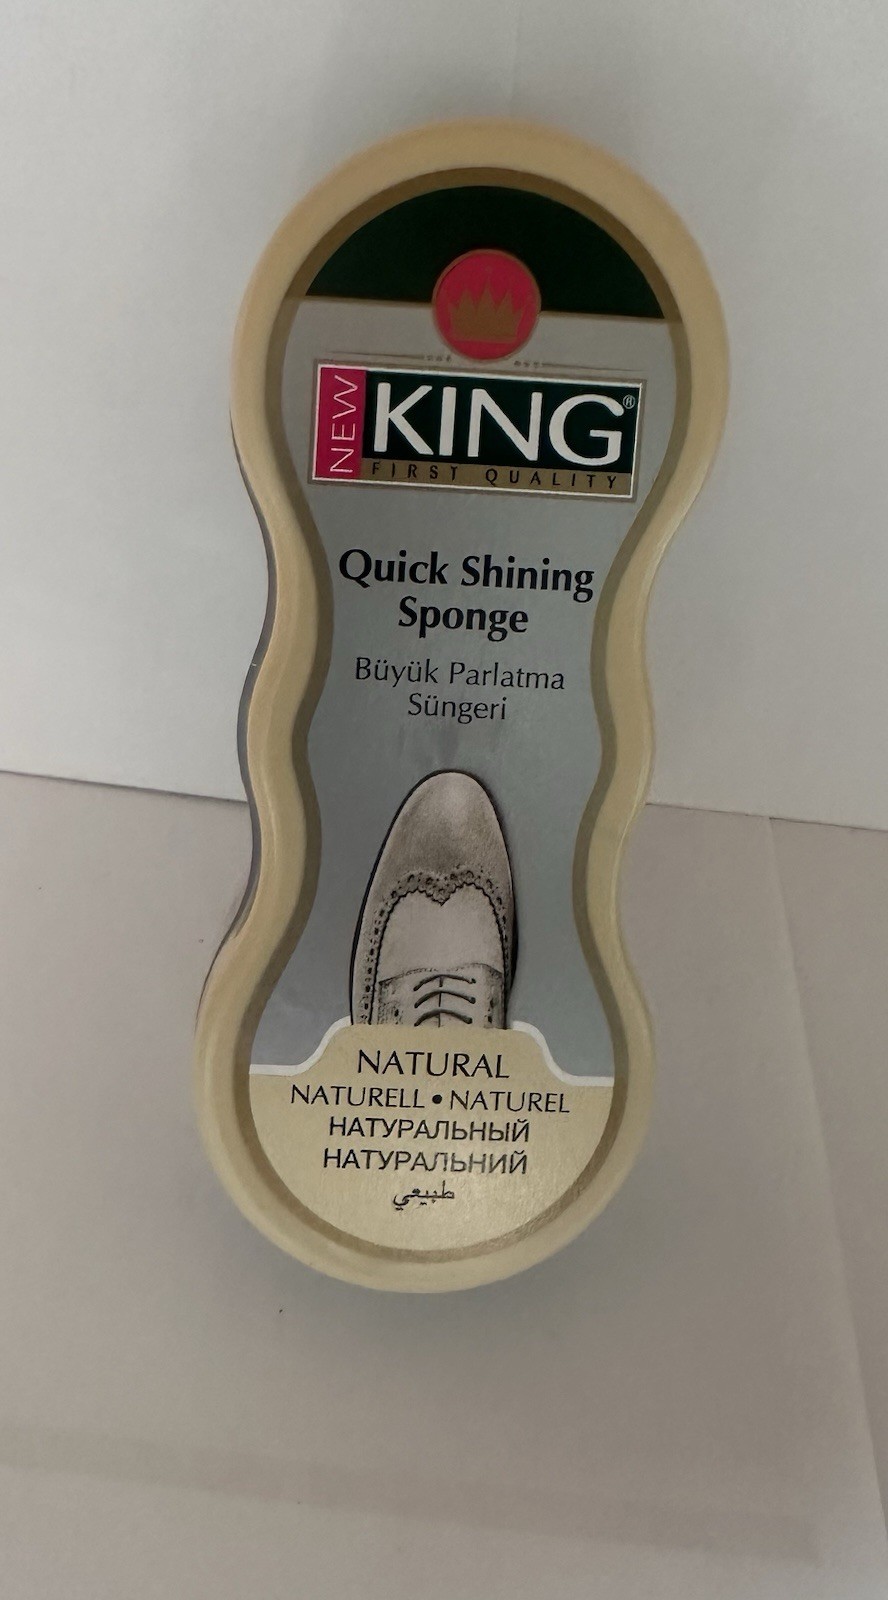 NEW
KING®
FIRST QUALITY
Quick Shining
Sponge
Büyük Parlatma
Süngeri
NATURAL
NATURELL • NATUREL
НАТУРАЛЬНЫЙ
НАТУРАЛЬНИЙ
طبيعي